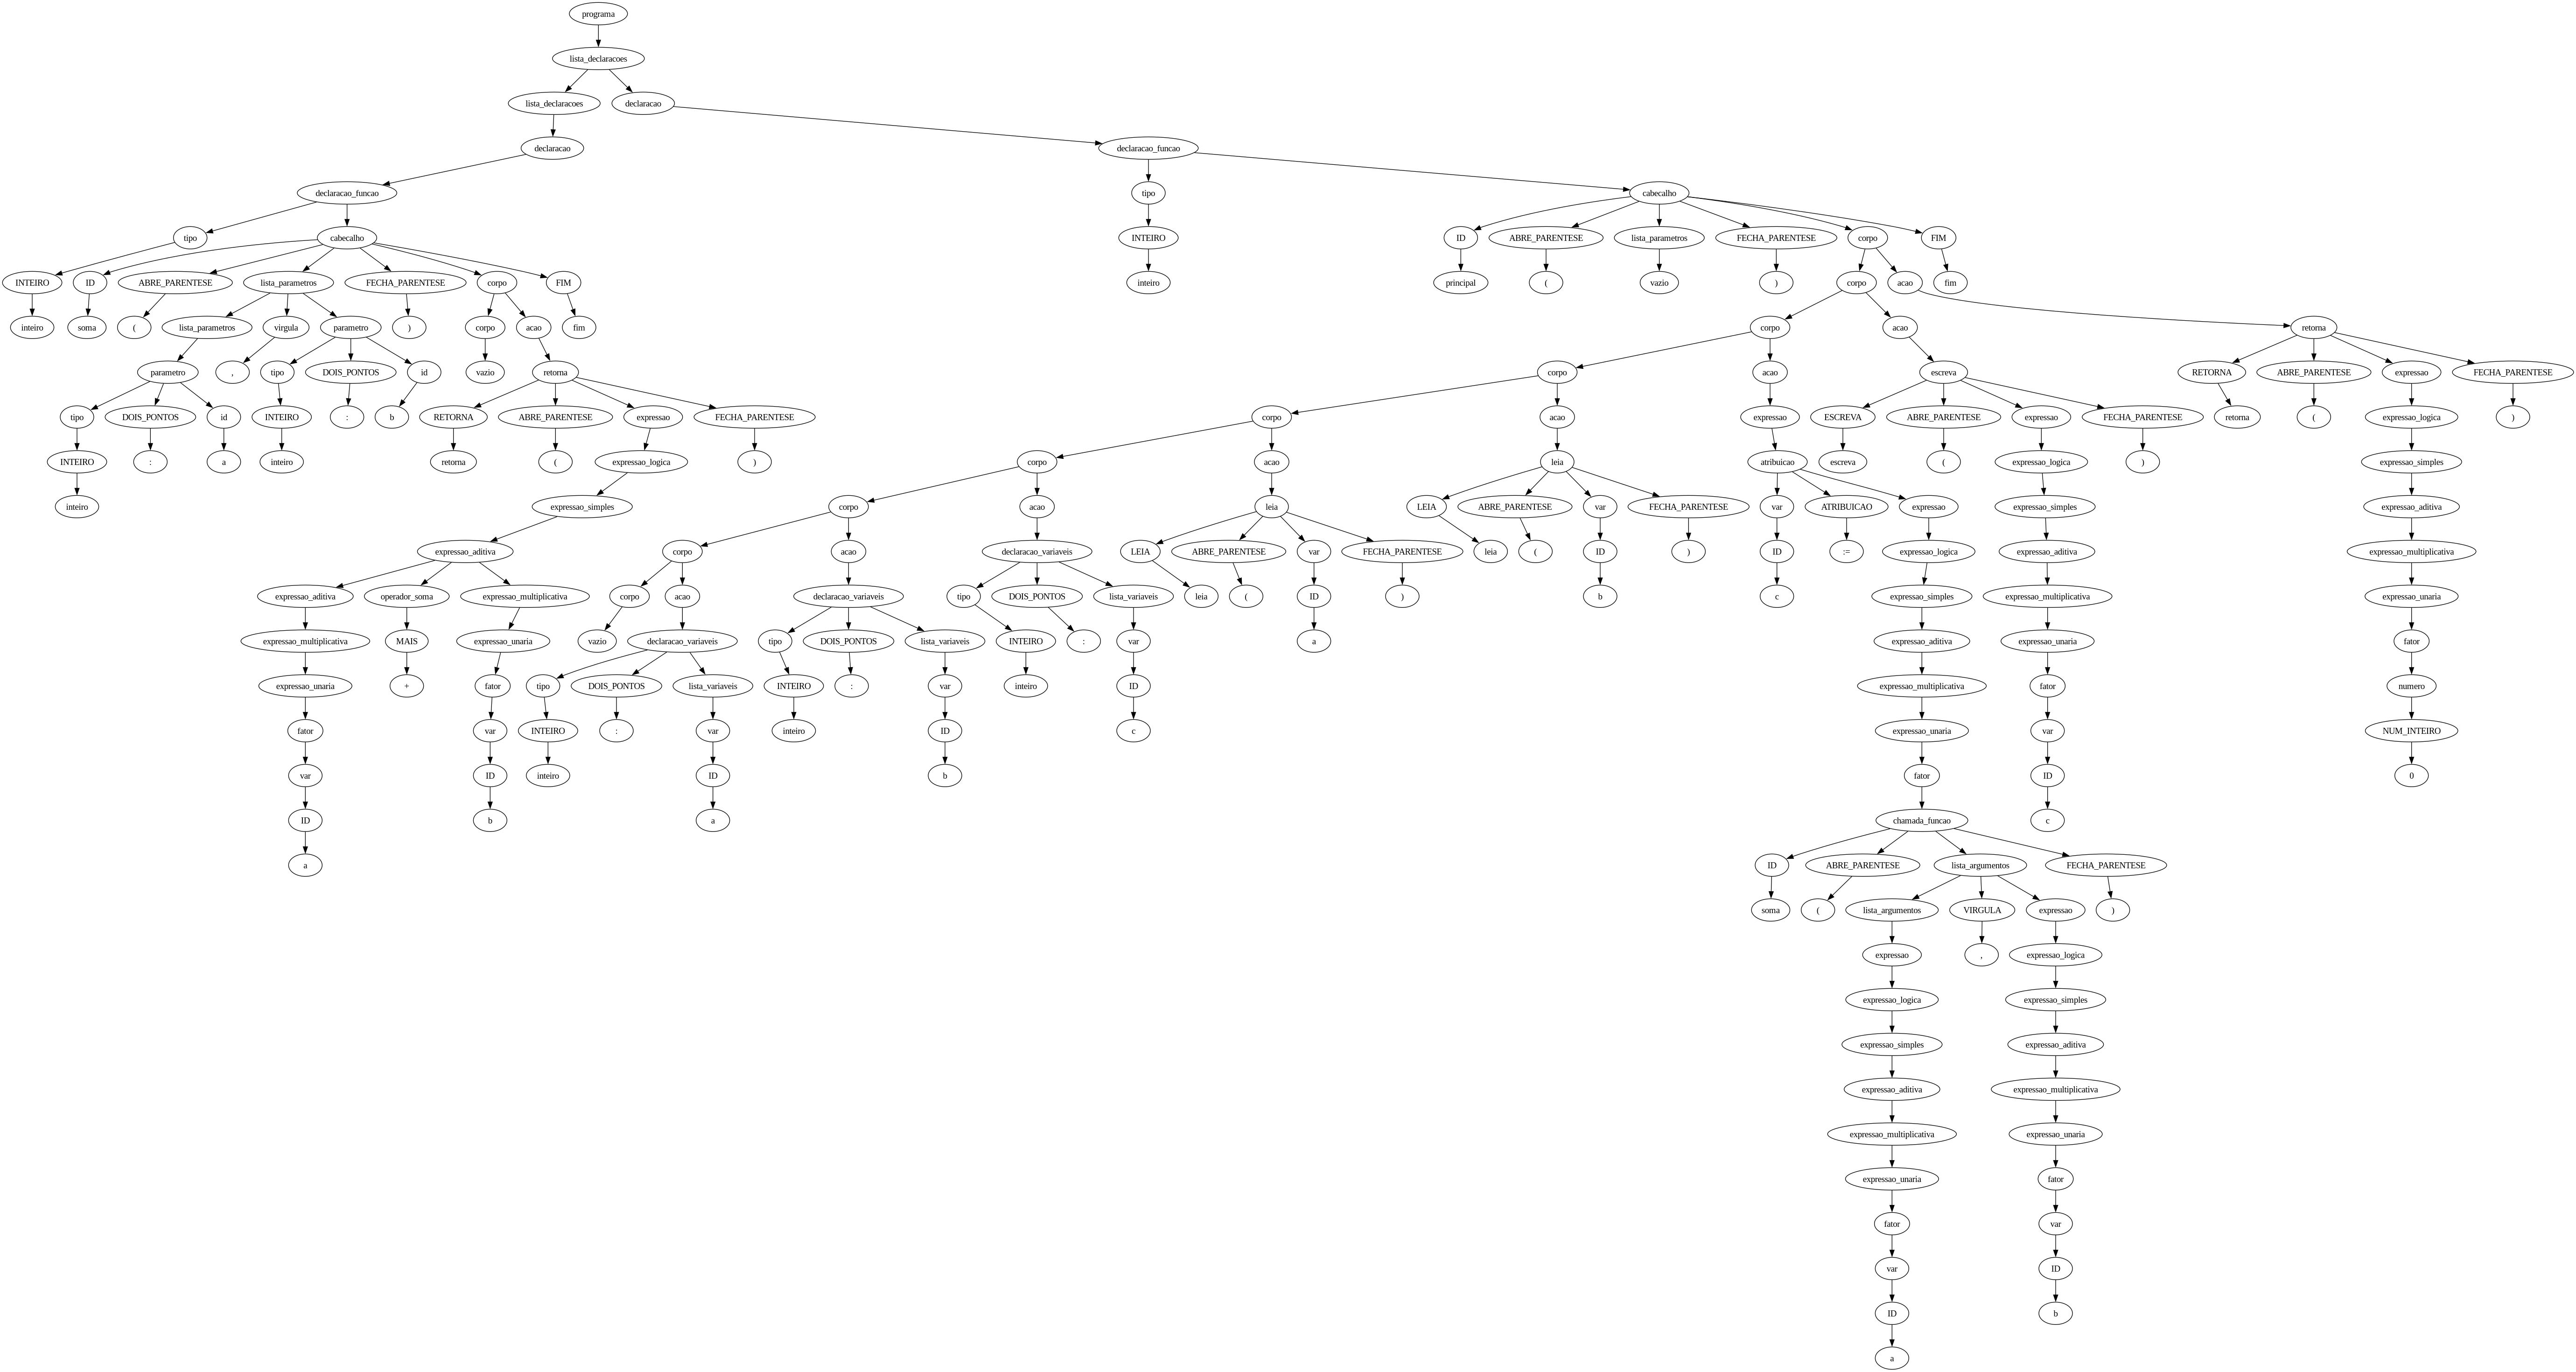 programa
lista_declaracoes
lista_declaracoes declaracao
declaracao declaracao_funcao
declaracao_funcao tipo cabecalho
tipo cabecalho INTEIRO ID ABRE_PARENTESE lista_parametros FECHA_PARENTESE corpo FIM
INTEIRO ID ABRE_PARENTESE lista_parametros FECHA_PARENTESE corpo FIM inteiro principal ( vazio ) corpo acao fim
inteiro soma ( lista_parametros virgula parametro ) corpo acao fim corpo acao retorna
parametro , tipo DOIS_PONTOS id vazio retorna corpo acao escreva RETORNA ABRE_PARENTESE expressao FECHA_PARENTESE
tipo DOIS_PONTOS id INTEIRO : b RETORNA ABRE_PARENTESE expressao FECHA_PARENTESE corpo acao expressao ESCREVA ABRE_PARENTESE expressao FECHA_PARENTESE retorna ( expressao_logica )
INTEIRO : a inteiro retorna ( expressao_logica ) corpo acao leia atribuicao escreva ( expressao_logica ) expressao_simples
inteiro expressao_simples corpo acao leia LEIA ABRE_PARENTESE var FECHA_PARENTESE var ATRIBUICAO expressao expressao_simples expressao_aditiva
expressao_aditiva corpo acao declaracao_variaveis LEIA ABRE_PARENTESE var FECHA_PARENTESE leia ( ID ) ID := expressao_logica expressao_aditiva expressao_multiplicativa
expressao_aditiva operador_soma expressao_multiplicativa corpo acao declaracao_variaveis tipo DOIS_PONTOS lista_variaveis leia ( ID ) b c expressao_simples expressao_multiplicativa expressao_unaria
expressao_multiplicativa MAIS expressao_unaria vazio declaracao_variaveis tipo DOIS_PONTOS lista_variaveis INTEIRO : var a expressao_aditiva expressao_unaria fator
expressao_unaria + fator tipo DOIS_PONTOS lista_variaveis INTEIRO : var inteiro ID expressao_multiplicativa fator numero
fator var INTEIRO : var inteiro ID c expressao_unaria var NUM_INTEIRO
var ID inteiro ID b fator ID 0
ID b a chamada_funcao c
a ID ABRE_PARENTESE lista_argumentos FECHA_PARENTESE
soma ( lista_argumentos VIRGULA expressao )
expressao , expressao_logica
expressao_logica expressao_simples
expressao_simples expressao_aditiva
expressao_aditiva expressao_multiplicativa
expressao_multiplicativa expressao_unaria
expressao_unaria fator
fator var
var ID
ID b
a